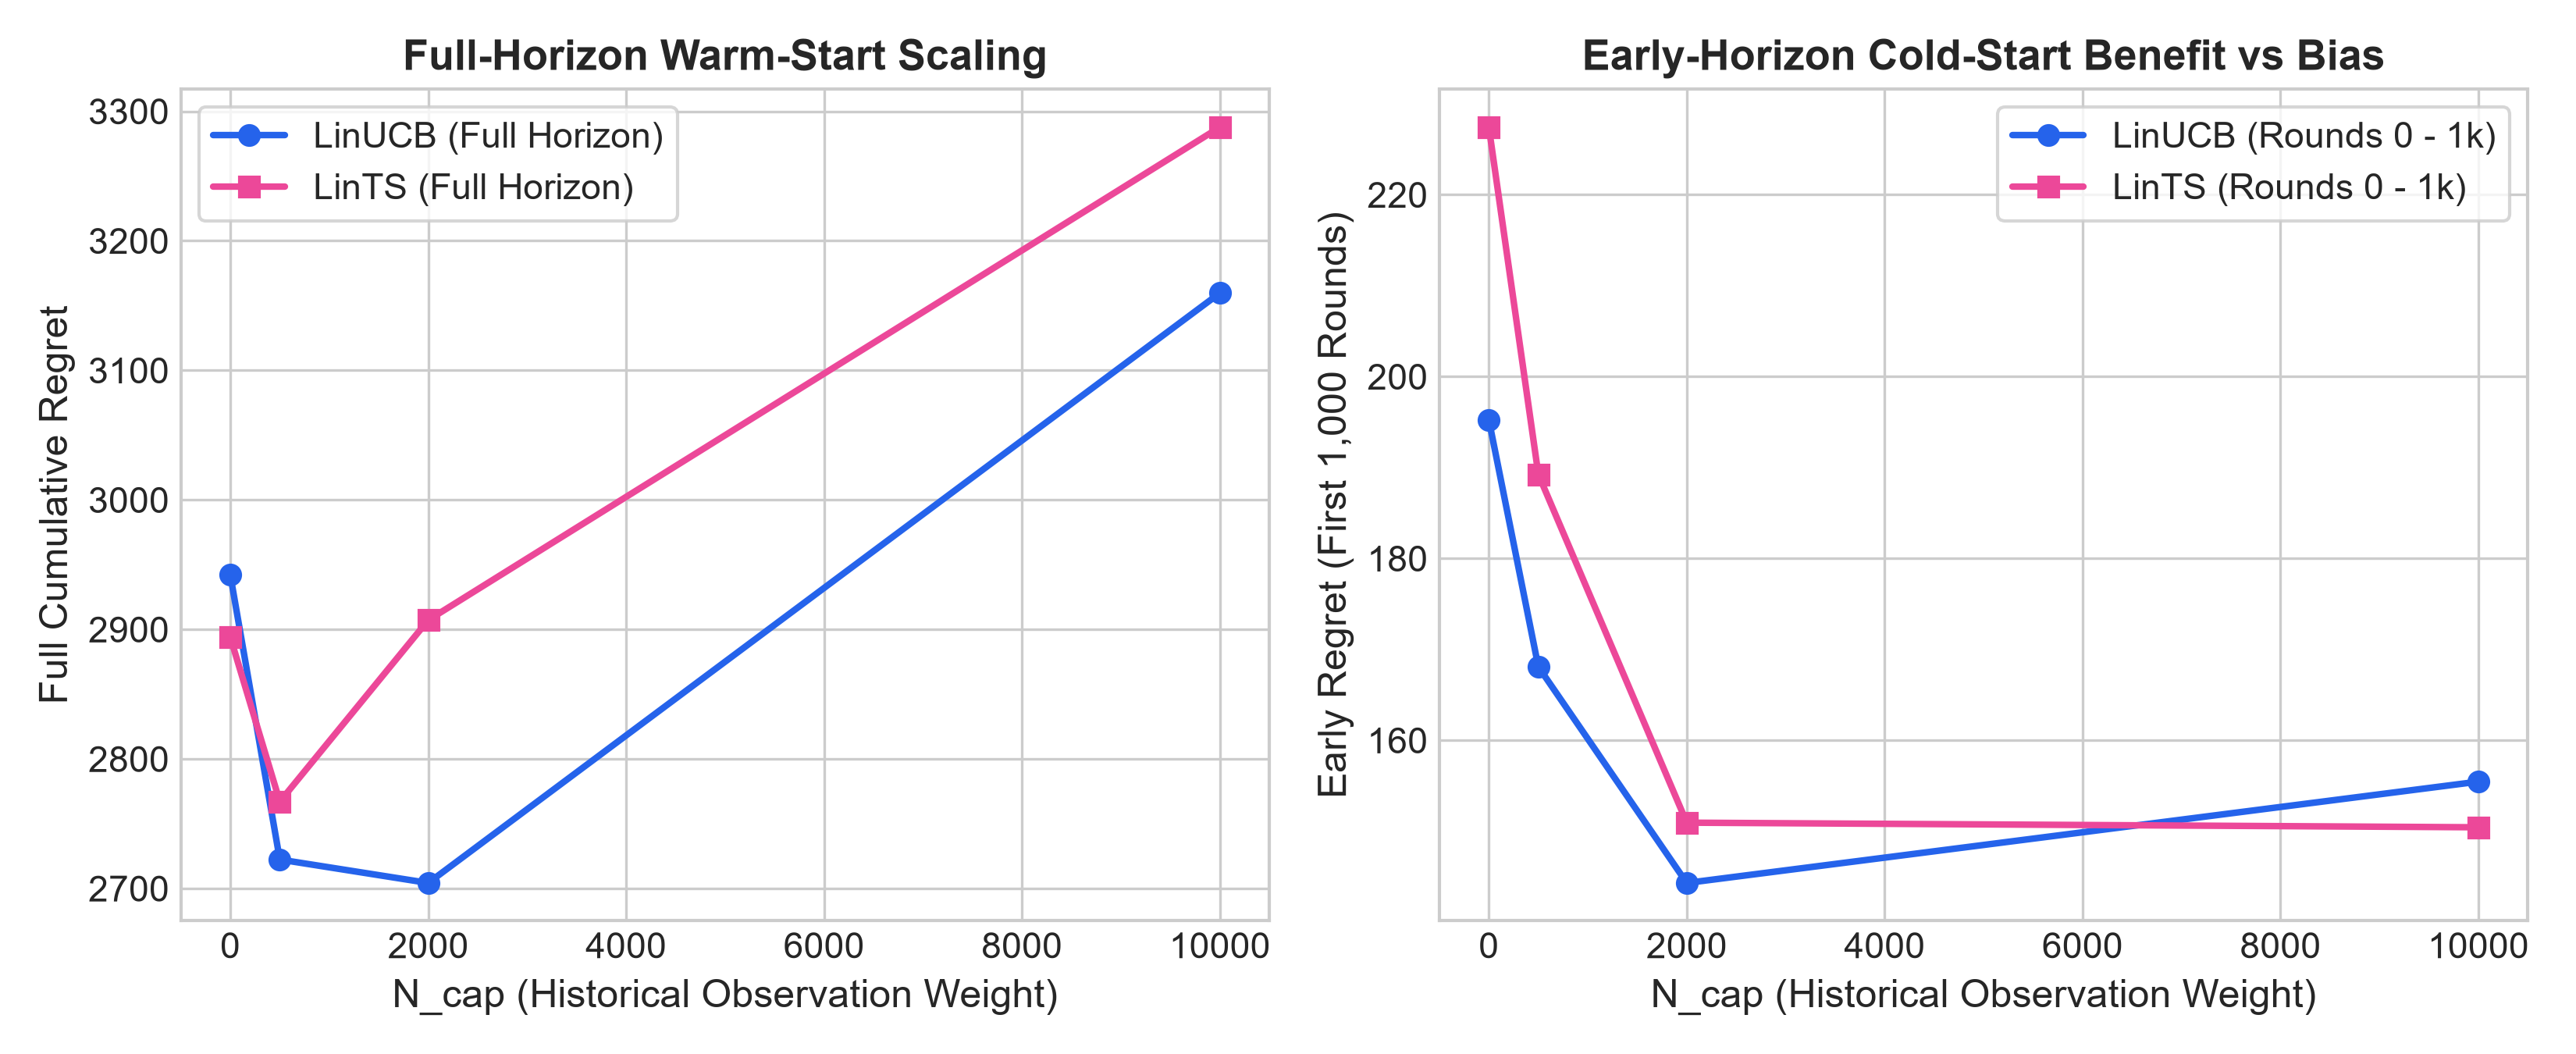 Full-Horizon Warm-Start Scaling
3300
3200
3100
3000
2900
2800
2700
Full Cumulative Regret
LinUCB (Full Horizon)
LinTS (Full Horizon)
0
2000
4000
6000
8000
10000
N_cap (Historical Observation Weight)
Early-Horizon Cold-Start Benefit vs Bias
220
200
180
160
Early Regret (First 1,000 Rounds)
LinUCB (Rounds 0 - 1k)
LinTS (Rounds 0 - 1k)
0
2000
4000
6000
8000
10000
N_cap (Historical Observation Weight)